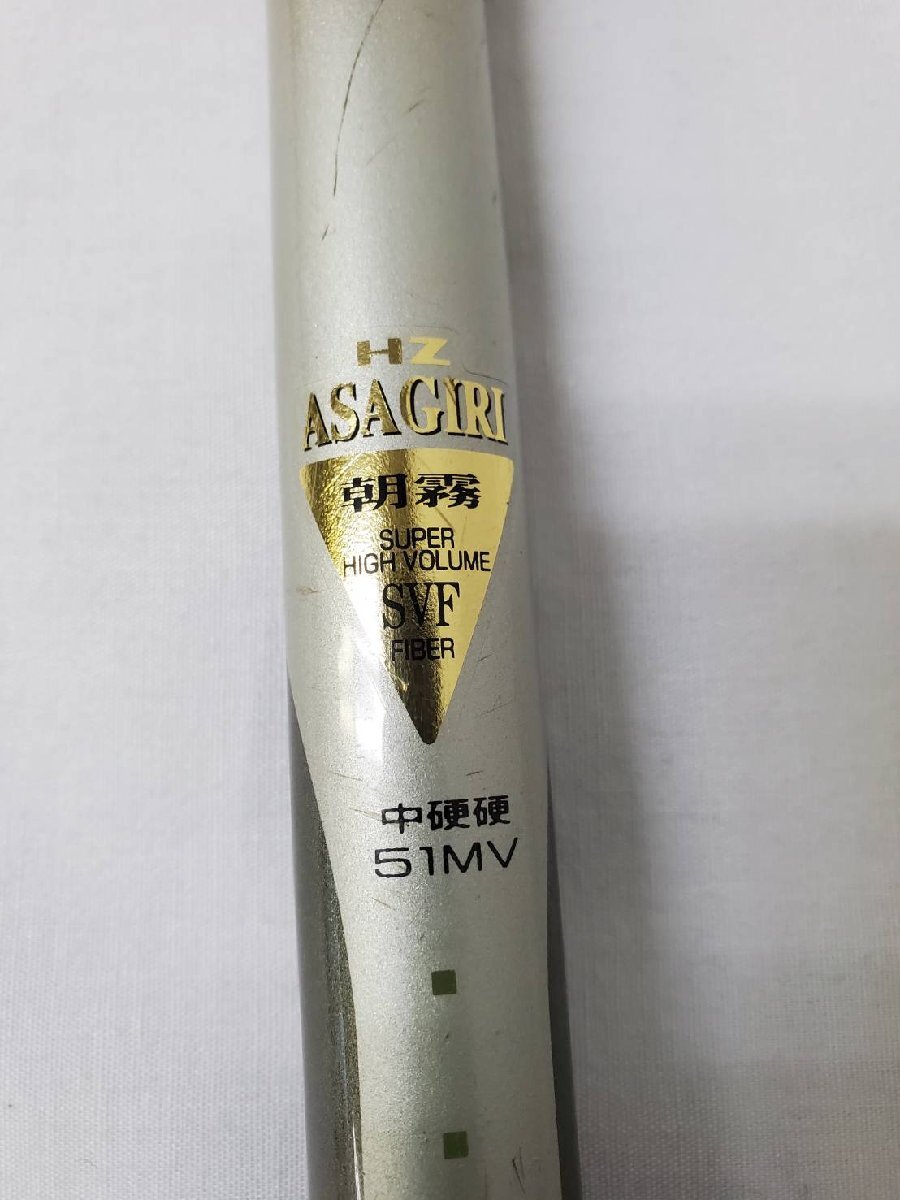 HZ
ASAGIRI
朝霧
SUPER
HIGH VOLUME
SVF
FIBER
中硬硬
51MV